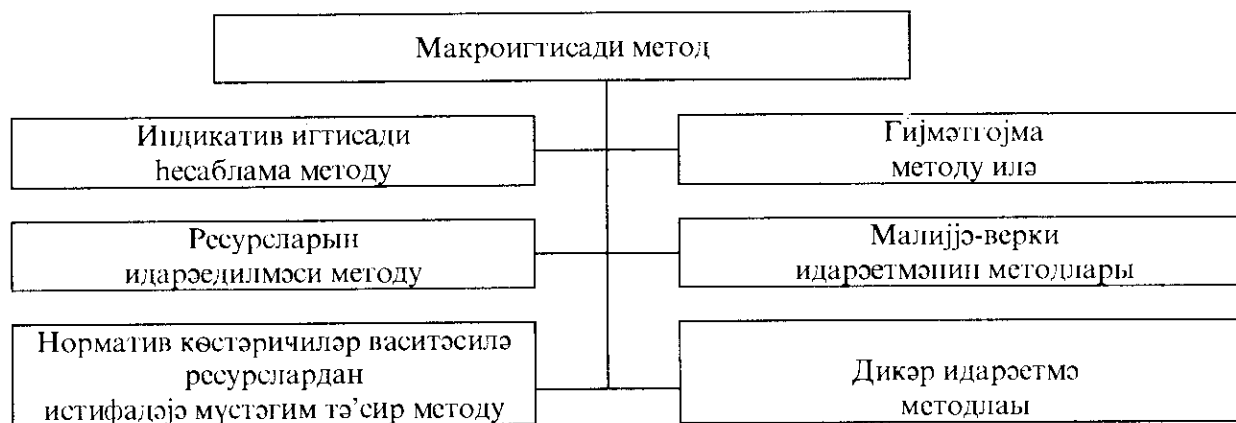 Макроигтисади метод
Индикатив игтисади
һесаблама методу
Гијмәтгојма
методу илә
Ресурсларын
идарәедилмәси методу
Малијјә-верки
идарәетмәнин методлары
Норматив көстәричиләр васитәсилә
ресурслардан
истифадәјә мүстәгим тә’сир методу
Дикәр идарәетмә
методлаы